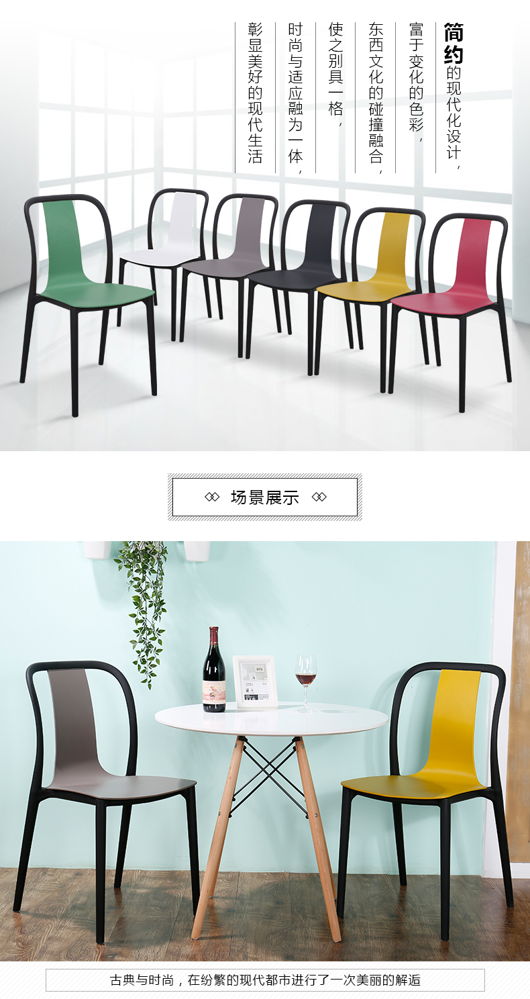 简约的现代化设计，
富于变化的色彩，
东西文化的碰撞融合，
使之别具一格，
时尚与适应融为一体，
彰显美好的现代生活
场景展示
古典与时尚，在纷繁的现代都市进行了一次美丽的解逅